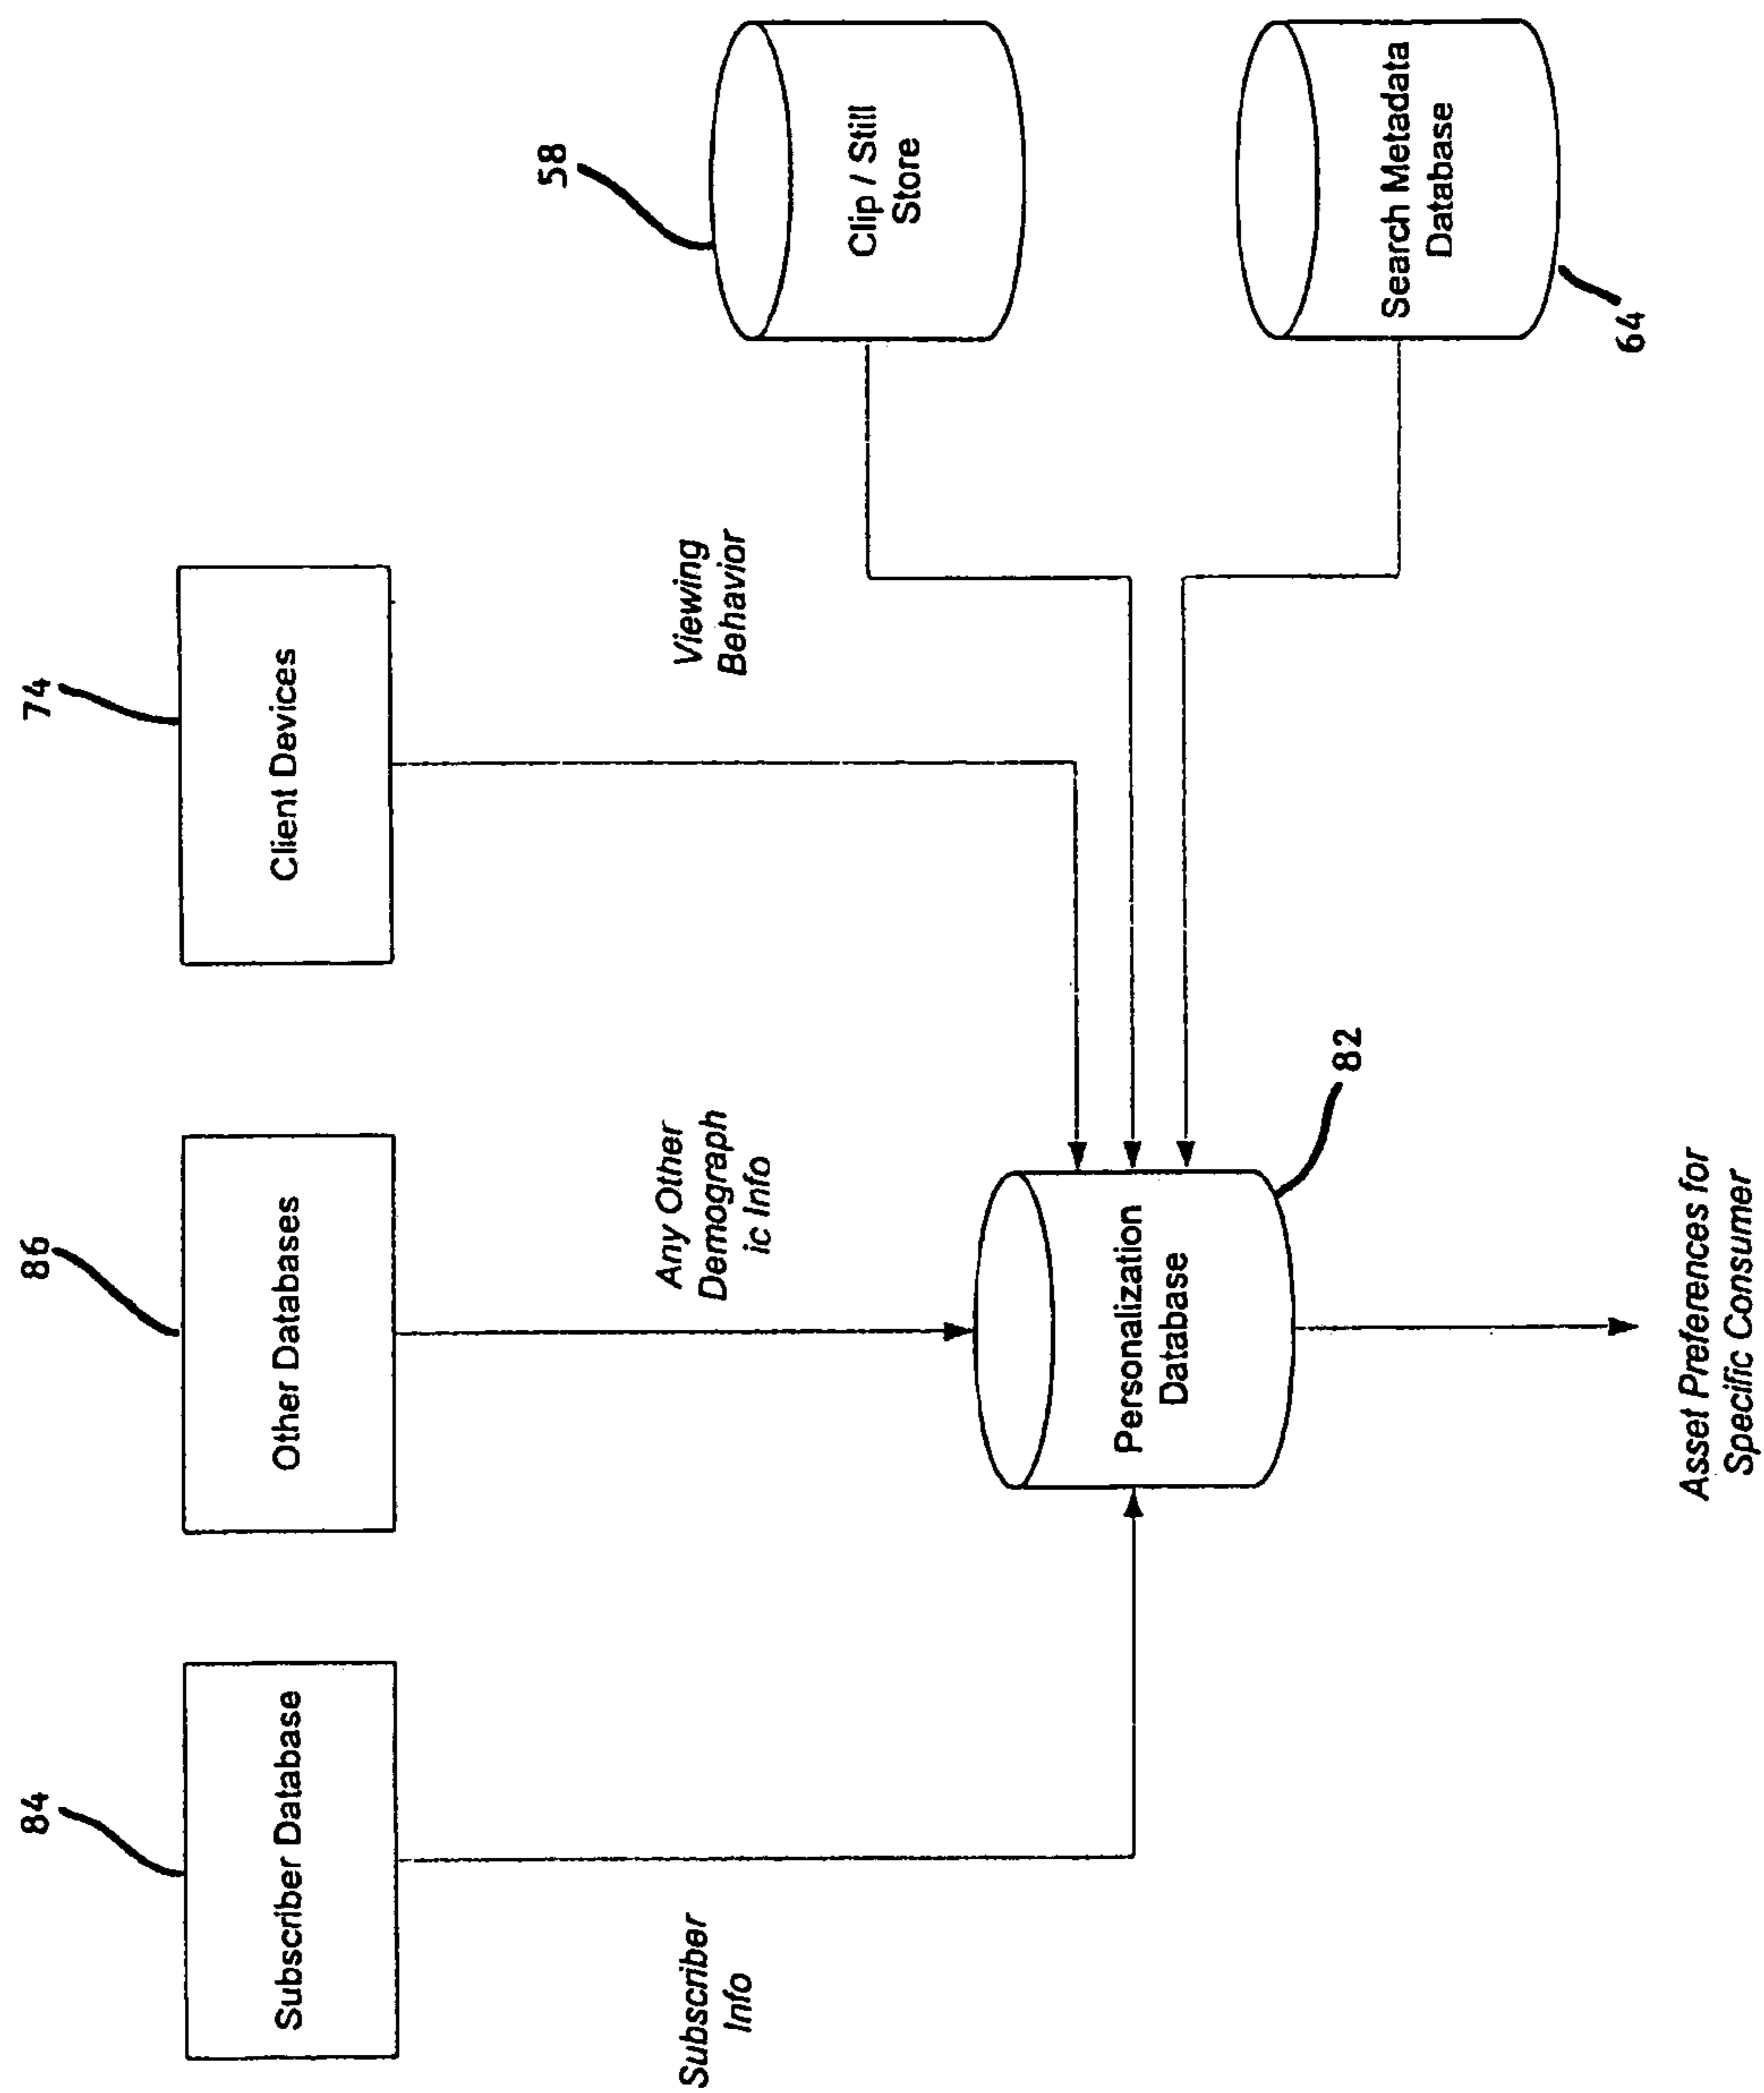 84
86
74
Subscriber Database
Other Databases
Client Devices
58
Subscriber
Info
Any Other
Demograph
ic Info
Viewing
Behavior
Clip / Still
Store
Personalization
Database
82
Search Metadata
Database
64
Asset Preferences for
Specific Consumer